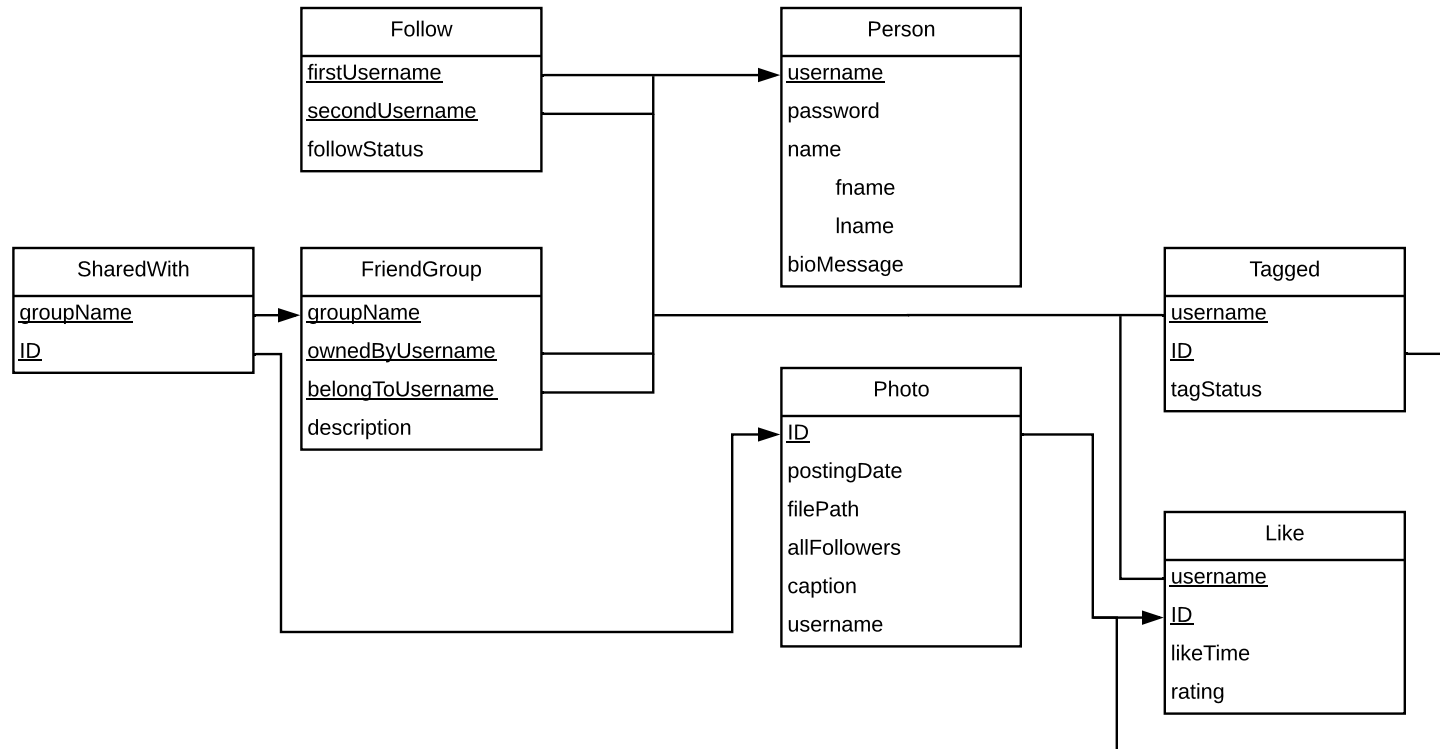 Follow
firstUsername
secondUsername
followStatus
Person
username
password
name
fname
lname
bioMessage
SharedWith
groupName
ID
FriendGroup
groupName
ownedByUsername
belongToUsername
description
Tagged
username
ID
tagStatus
Photo
ID
postingDate
filePath
allFollowers
caption
username
Like
username
ID
likeTime
rating